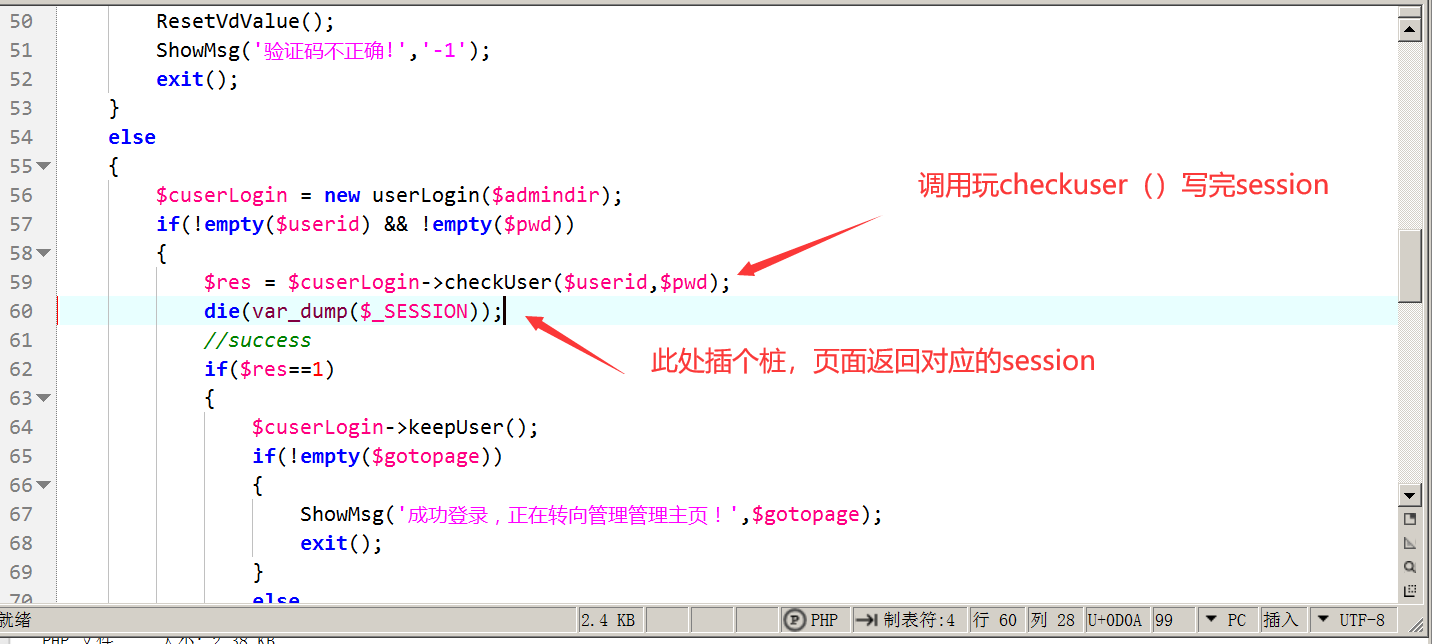 50 ResetVdValue();
51 ShowMsg('验证码不正确!','-1');
52 exit();
53 }
54 else
55 {
56 $cuserLogin = new userLogin($admindir);
57 if(!empty($userid) && !empty($pwd))
58 {
调用玩checkuser（）写完session
59 $res = $cuserLogin->checkUser($userid,$pwd);
60 die(var_dump($_SESSION));
61 //success
此处插个桩，页面返回对应的session
62 if($res==1)
63 {
64 $cuserLogin->keepUser();
65 if(!empty($gotopage))
66 {
67 ShowMsg('成功登录，正在转向管理管理主页！',$gotopage);
68 exit();
69 }
70 else
就绪 2.4 KB PHP 制表符:4 行 60 列 28 U+0D0A 99 PC 插入 UTF-8
PHP 文件 大小: 2.38 KB